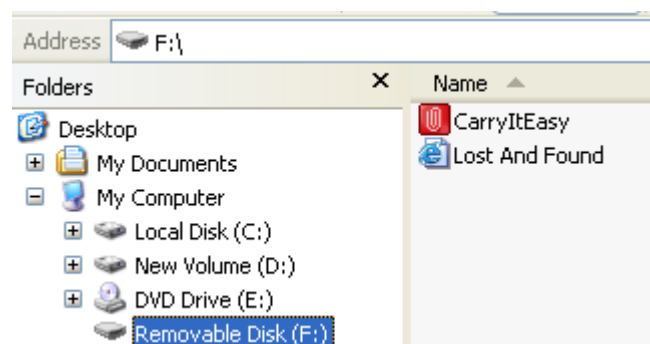 Address F:\
Folders
Name
Desktop
CarryItEasy
My Documents
Lost And Found
My Computer
Local Disk (C:)
New Volume (D:)
DVD Drive (E:)
Removable Disk (F:)